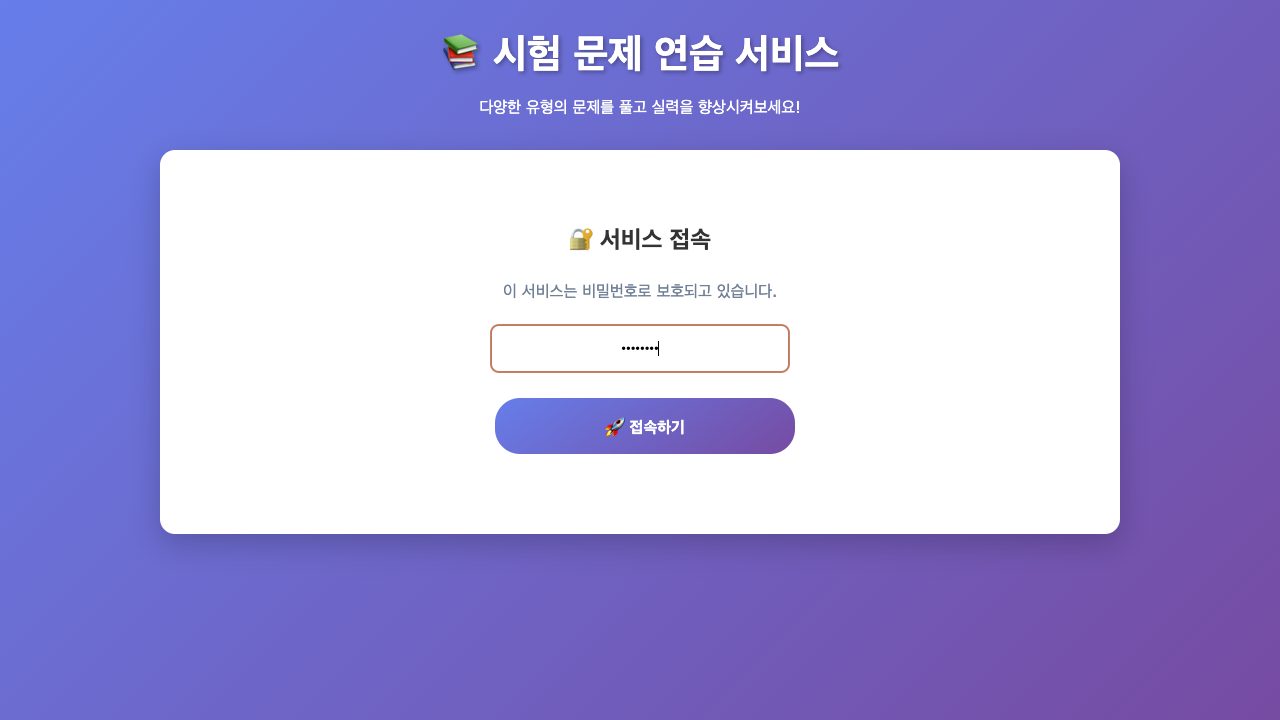 📚 시험 문제 연습 서비스
다양한 유형의 문제를 풀고 실력을 향상시켜보세요!
🔐 서비스 접속
이 서비스는 비밀번호로 보호되고 있습니다.
••••••••
🚀 접속하기